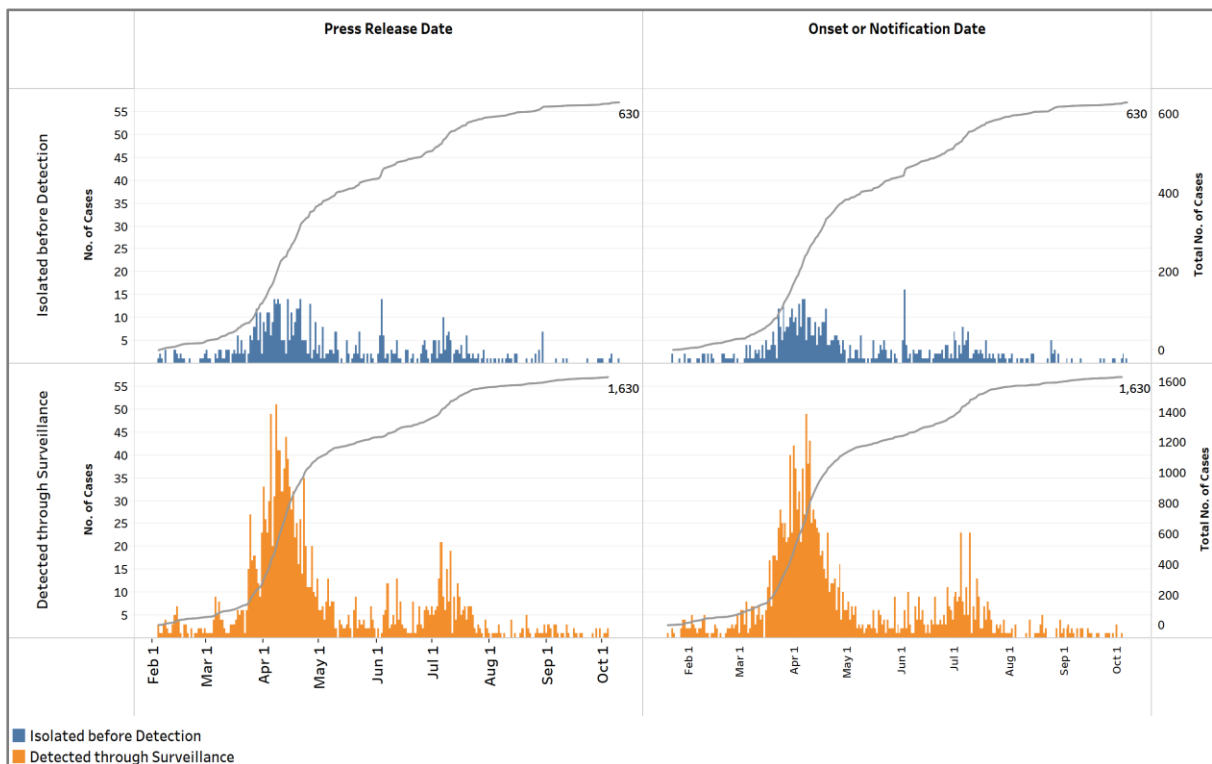 Press Release Date
Onset or Notification Date
Isolated before Detection
No. of Cases
55
50
45
40
35
30
25
20
15
10
5
630
630
600
400
200
0
Total No. of Cases
Detected through Surveillance
No. of Cases
55
50
45
40
35
30
25
20
15
10
5
1,630
1,630
1600
1400
1200
1000
800
600
400
200
0
Total No. of Cases
Feb 1
Mar 1
Apr 1
May 1
Jun 1
Jul 1
Aug 1
Sep 1
Oct 1
Feb 1
Mar 1
Apr 1
May 1
Jun 1
Jul 1
Aug 1
Sep 1
Oct 1
Isolated before Detection
Detected through Surveillance